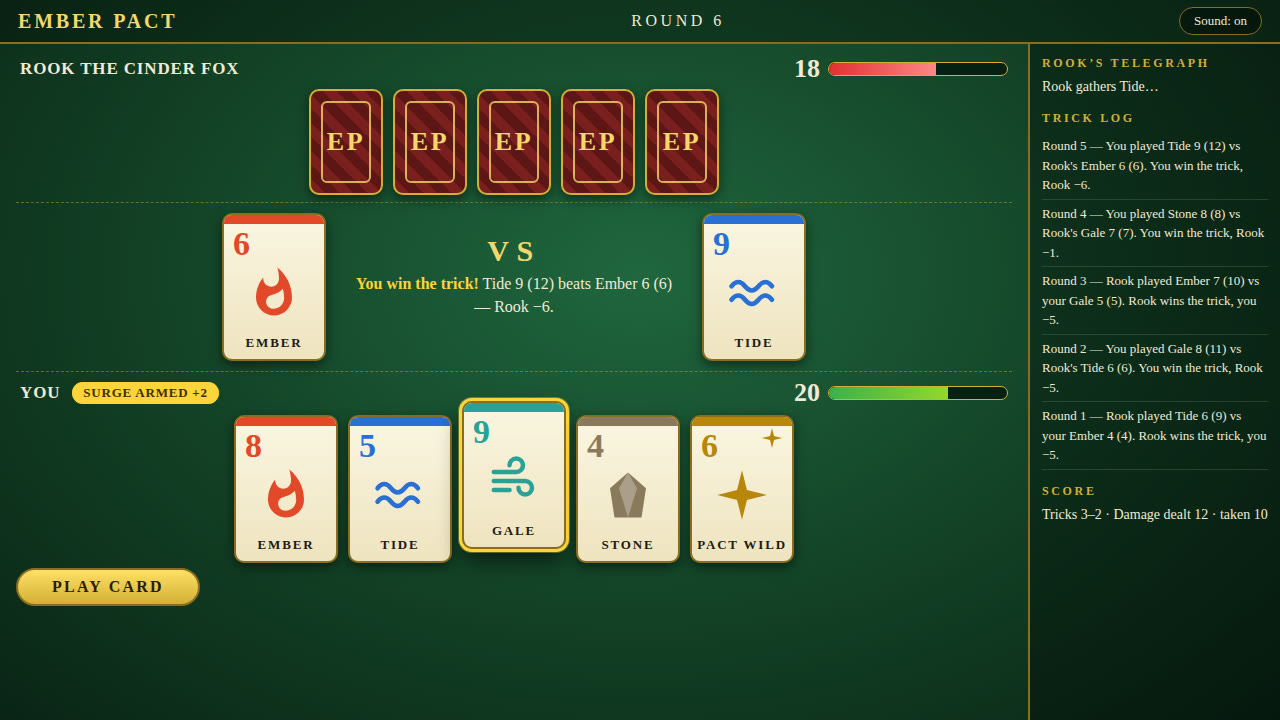 EMBER PACT
ROUND 6
Sound: on
ROOK THE CINDER FOX
18
EP
EP
EP
EP
EP
6
EMBER
VS
You win the trick! Tide 9 (12) beats Ember 6 (6)
— Rook −6.
9
TIDE
YOU
SURGE ARMED +2
20
8
EMBER
5
TIDE
9
GALE
4
STONE
6
PACT WILD
PLAY CARD
ROOK'S TELEGRAPH
Rook gathers Tide…
TRICK LOG
Round 5 — You played Tide 9 (12) vs
Rook's Ember 6 (6). You win the trick,
Rook −6.
Round 4 — You played Stone 8 (8) vs
Rook's Gale 7 (7). You win the trick, Rook
−1.
Round 3 — Rook played Ember 7 (10) vs
your Gale 5 (5). Rook wins the trick, you
−5.
Round 2 — You played Gale 8 (11) vs
Rook's Tide 6 (6). You win the trick, Rook
−5.
Round 1 — Rook played Tide 6 (9) vs
your Ember 4 (4). Rook wins the trick, you
−5.
SCORE
Tricks 3–2 · Damage dealt 12 · taken 10